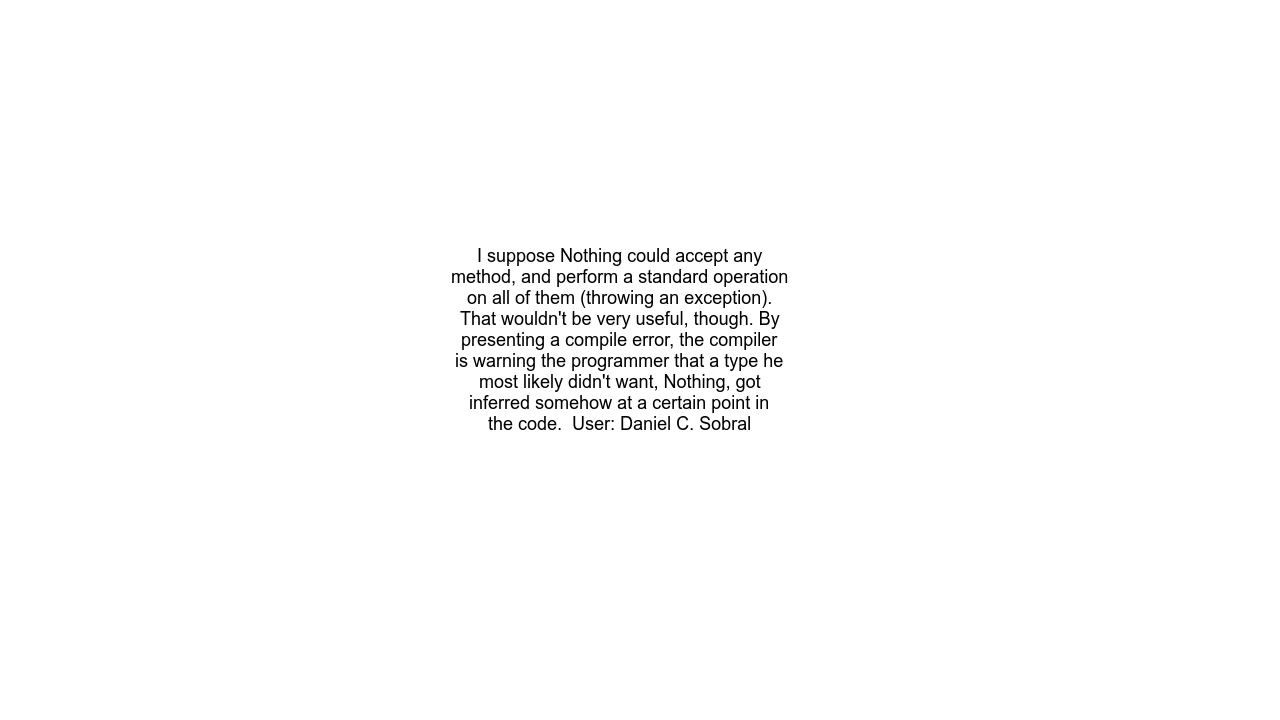 I suppose Nothing could accept any
method, and perform a standard operation
on all of them (throwing an exception).
That wouldn't be very useful, though. By
presenting a compile error, the compiler
is warning the programmer that a type he
most likely didn't want, Nothing, got
inferred somehow at a certain point in
the code.  User: Daniel C. Sobral